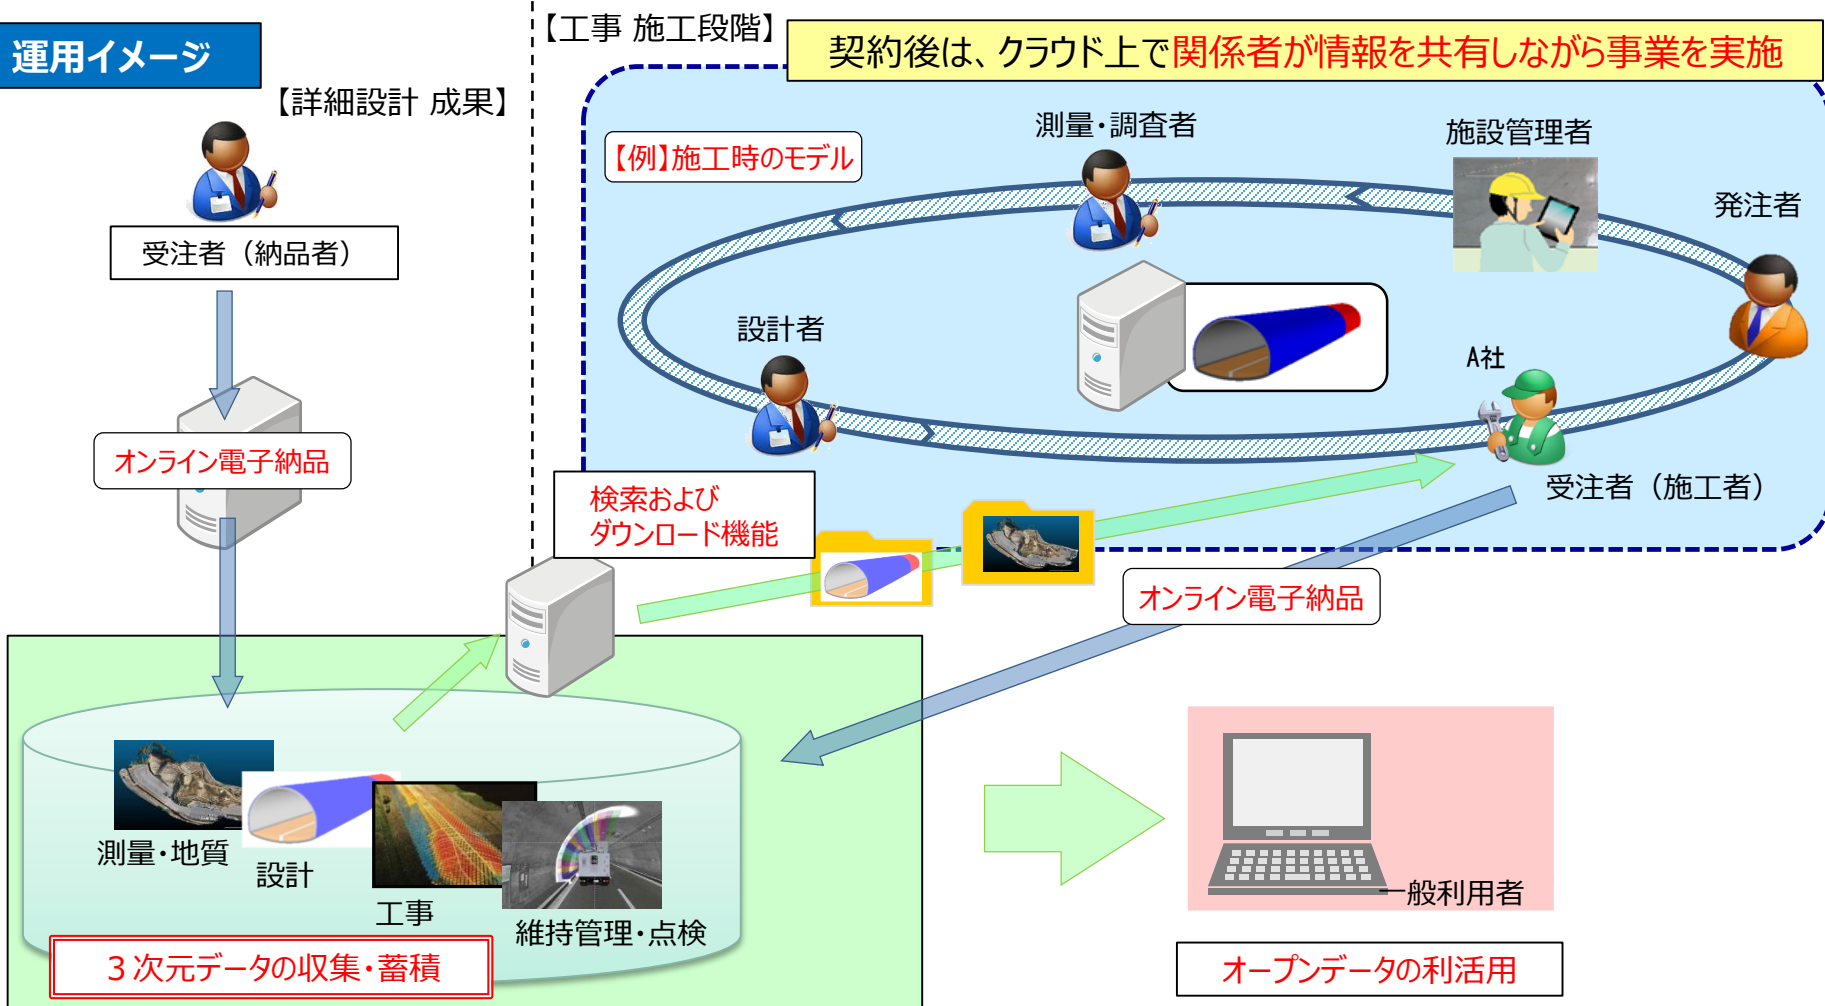 運用イメージ
【詳細設計 成果】
受注者（納品者）
オンライン電子納品
【工事 施工段階】
契約後は、クラウド上で関係者が情報を共有しながら事業を実施
【例】施工時のモデル
測量・調査者
施設管理者
発注者
設計者
A社
受注者（施工者）
検索および
ダウンロード機能
オンライン電子納品
測量・地質
設計
工事
維持管理・点検
３次元データの収集・蓄積
一般利用者
オープンデータの利活用